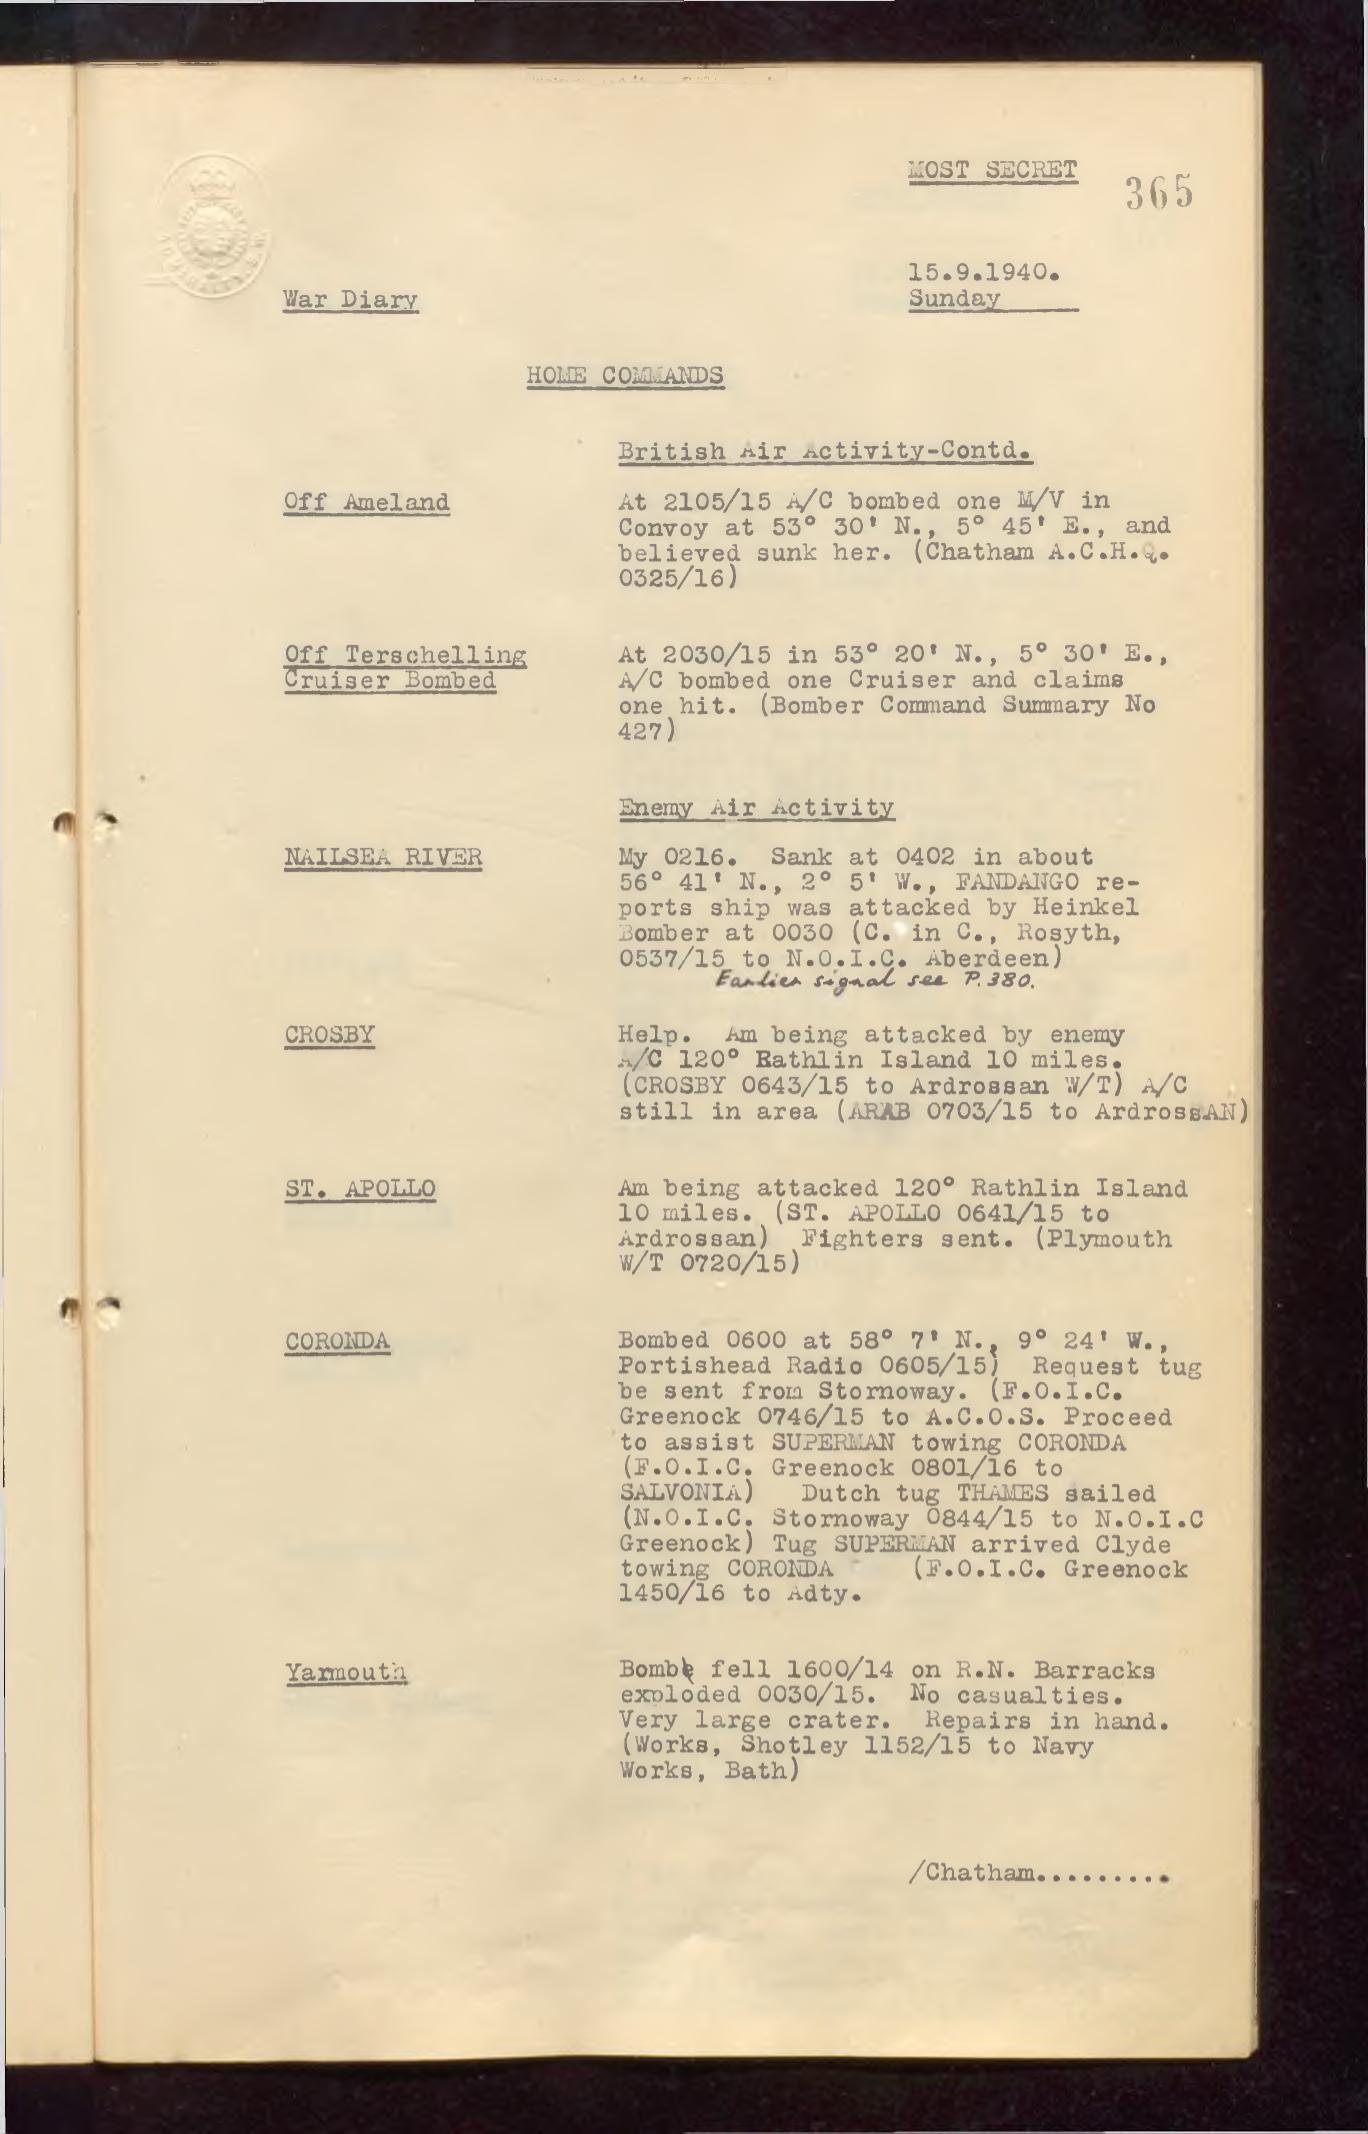 MOST SECRET
365
15.9.1940.
Sunday
War Diary
HOME COMMANDS
British Air Activity-Contd.
Off Ameland
At 2105/15 A/C bombed one M/V in
Convoy at 53° 30' N., 5° 45' E., and
believed sunk her. (Chatham A.C.H.Q.
0325/16)
Off Terschelling
Cruiser Bombed
At 2030/15 in 53° 20' N., 5° 30' E.,
A/C bombed one Cruiser and claims
one hit. (Bomber Command Summary No
427)
Enemy Air Activity
NAILSEA RIVER
My 0216. Sank at 0402 in about
56° 41' N., 2° 5' W., FANDANGO re-
ports ship was attacked by Heinkel
Bomber at 0030 (C. in C., Rosyth,
0537/15 to N.O.I.C. Aberdeen)
Earlier signal see P.380.
CROSBY
Help. Am being attacked by enemy
A/C 120° Rathlin Island 10 miles.
(CROSBY 0643/15 to Ardrossan W/T) A/C
still in area (ARAB 0703/15 to ArdrossAN)
ST. APOLLO
Am being attacked 120° Rathlin Island
10 miles. (ST. APOLLO 0641/15 to
Ardrossan) Fighters sent. (Plymouth
W/T 0720/15)
CORONDA
Bombed 0600 at 58° 7' N., 9° 24' W.,
Portishead Radio 0605/15) Request tug
be sent from Stornoway. (F.O.I.C.
Greenock 0746/15 to A.C.O.S. Proceed
to assist SUPERMAN towing CORONDA
(F.O.I.C. Greenock 0801/16 to
SALVONIA) Dutch tug THAMES sailed
(N.O.I.C. Stornoway 0844/15 to N.O.I.C
Greenock) Tug SUPERMAN arrived Clyde
towing CORONDA (F.O.I.C. Greenock
1450/16 to Adty.
Yarmouth
Bomb fell 1600/14 on R.N. Barracks
exploded 0030/15. No casualties.
Very large crater. Repairs in hand.
(Works, Shotley 1152/15 to Navy
Works, Bath)
/Chatham.........